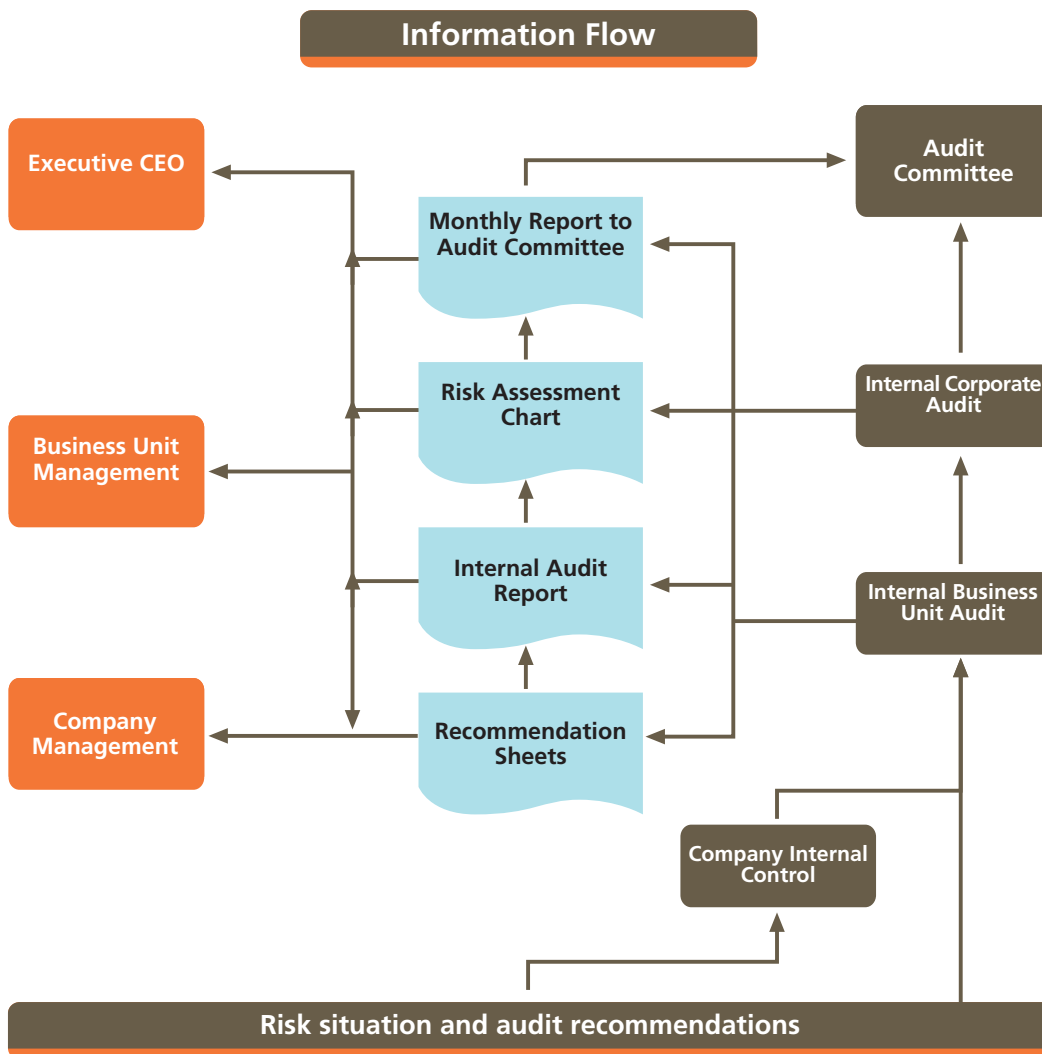 Information Flow
Executive CEO
Audit
Committee
Monthly Report to
Audit Committee
Risk Assessment
Chart
Internal Corporate
Audit
Business Unit
Management
Internal Audit
Report
Internal Business
Unit Audit
Company
Management
Recommendation
Sheets
Company Internal
Control
Risk situation and audit recommendations